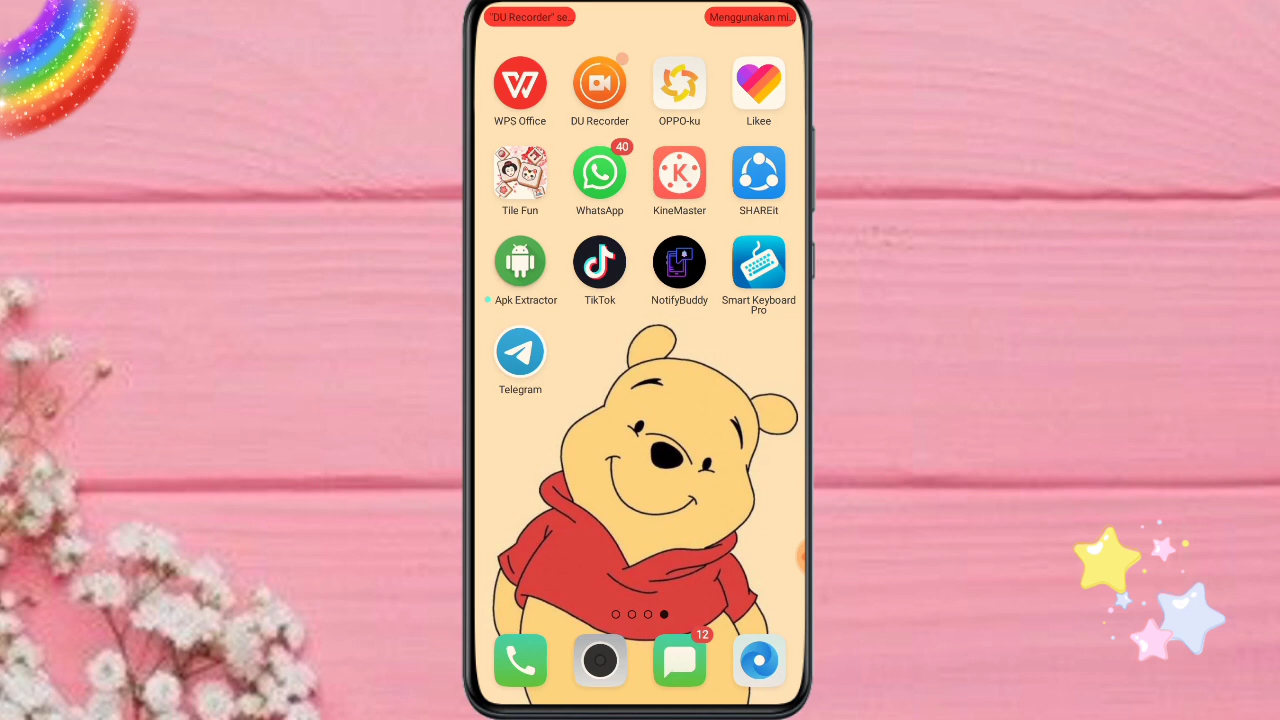 "DU Recorder" se...
Menggunakan mi...
WPS Office
DU Recorder
OPPO-ku
Likee
40
Tile Fun
WhatsApp
KineMaster
SHAREit
Apk Extractor
TikTok
NotifyBuddy
Smart Keyboard
Pro
Telegram
12